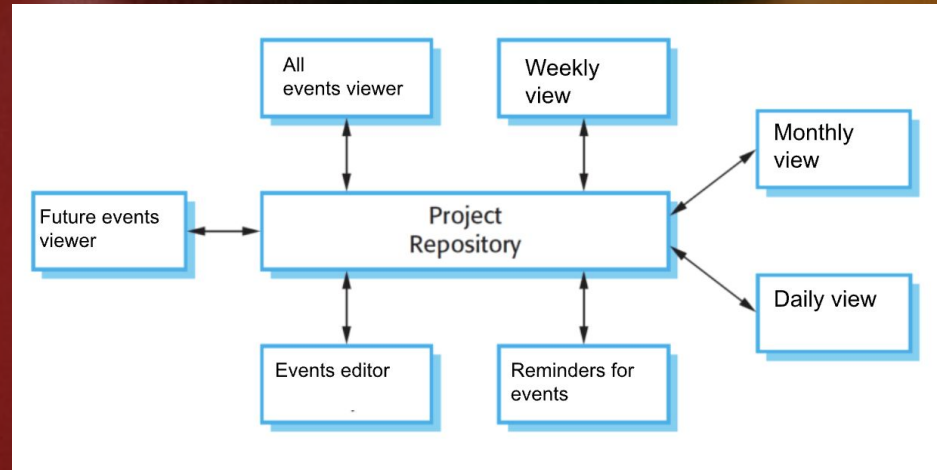 All
events viewer
Weekly
view
Monthly
view
Future events
viewer
Project
Repository
Daily view
Events editor
Reminders for
events